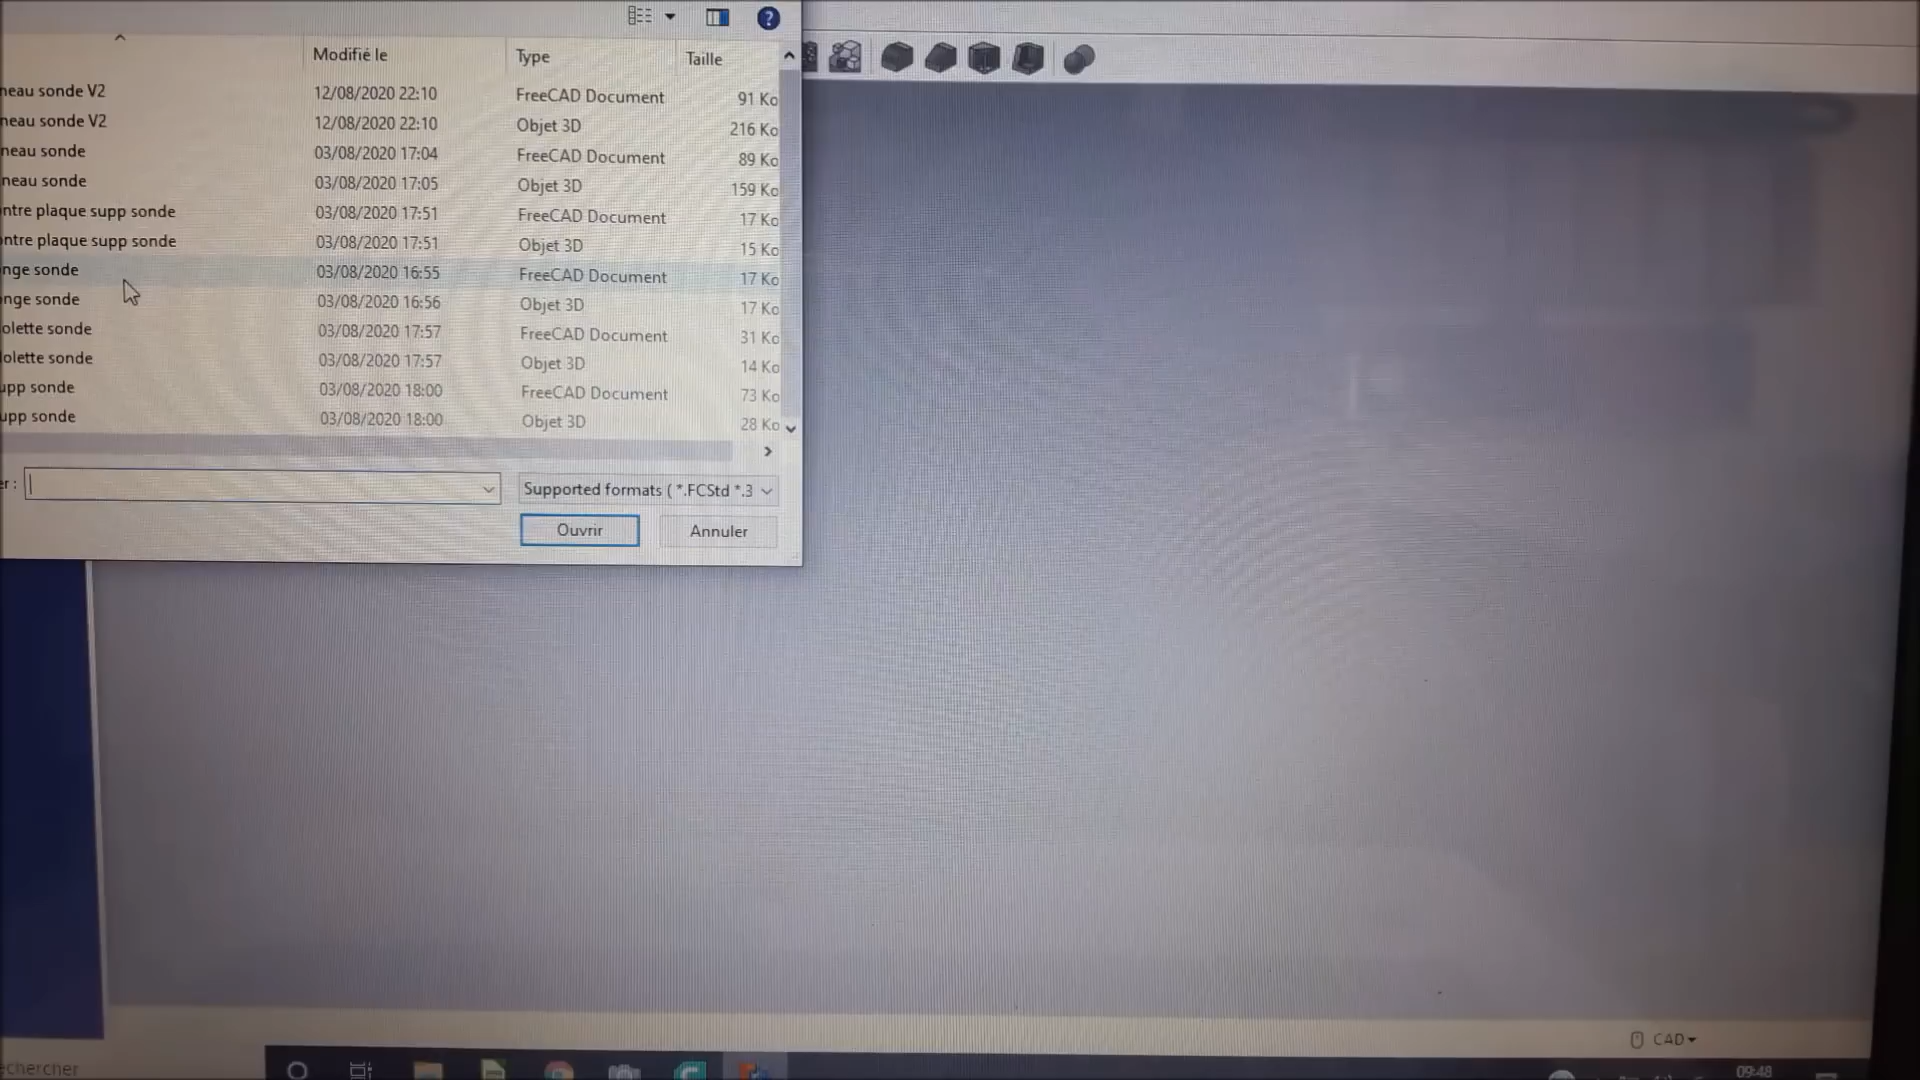 Modifié le Type Taille
neau sonde V2 12/08/2020 22:10 FreeCAD Document 91 Ko
neau sonde V2 12/08/2020 22:10 Objet 3D 216 Ko
neau sonde 03/08/2020 17:04 FreeCAD Document 89 Ko
neau sonde 03/08/2020 17:05 Objet 3D 159 Ko
ntre plaque supp sonde 03/08/2020 17:51 FreeCAD Document 17 Ko
ntre plaque supp sonde 03/08/2020 17:51 Objet 3D 15 Ko
nge sonde 03/08/2020 16:55 FreeCAD Document 17 Ko
nge sonde 03/08/2020 16:56 Objet 3D 17 Ko
olette sonde 03/08/2020 17:57 FreeCAD Document 31 Ko
olette sonde 03/08/2020 17:57 Objet 3D 14 Ko
upp sonde 03/08/2020 18:00 FreeCAD Document 73 Ko
upp sonde 03/08/2020 18:00 Objet 3D 28 Ko
er : Supported formats ( *.FCStd *.3
Ouvrir Annuler
CAD
echercher
09:48